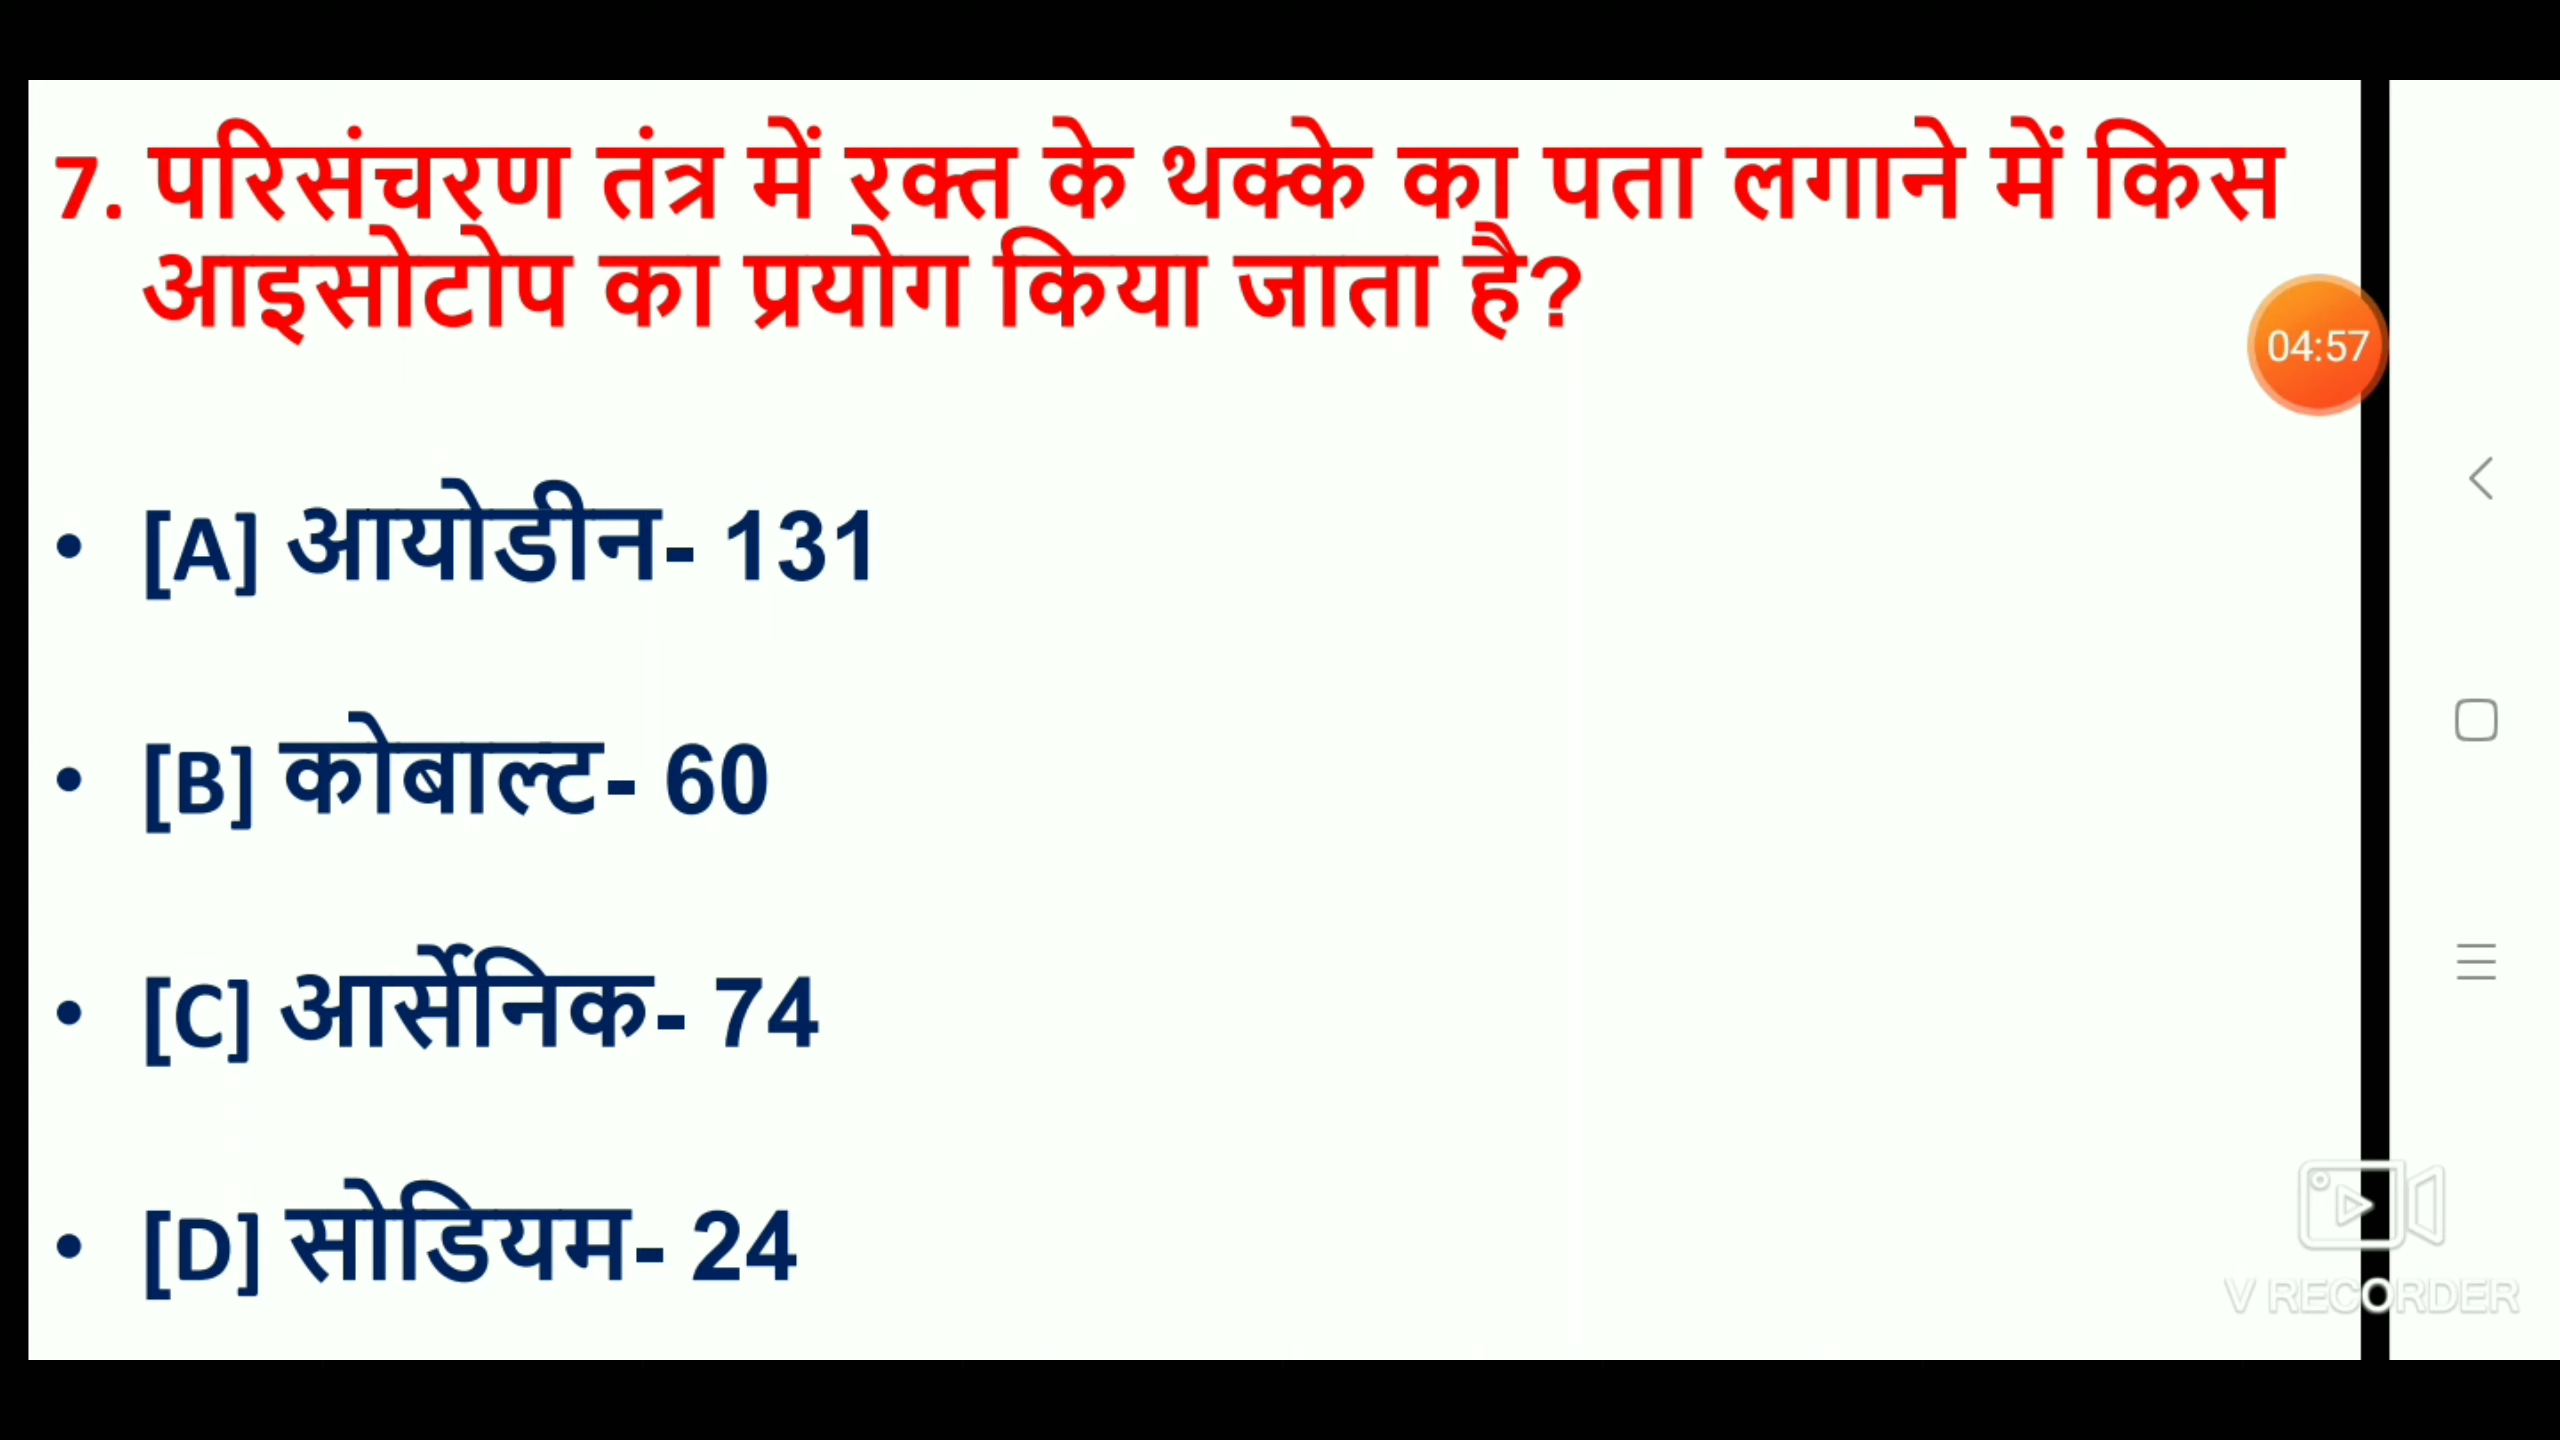 7. परिसंचरण तंत्र में रक्त के थक्के का पता लगाने में किस
आइसोटोप का प्रयोग किया जाता है?
04:57
• [A] आयोडीन- 131
• [B] कोबाल्ट- 60
• [C] आर्सेनिक- 74
• [D] सोडियम- 24
V RECORDER